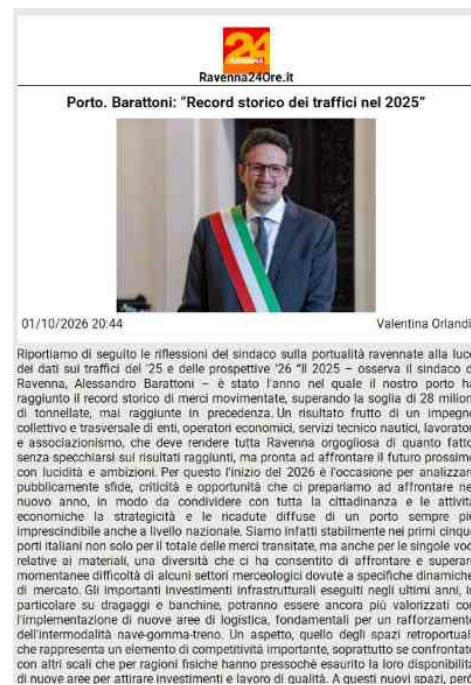 24
RAVENNA
Ravenna24Ore.it
Porto. Barattoni: “Record storico dei traffici nel 2025”
01/10/2026 20:44
Valentina Orlandi
Riportiamo di seguito le riflessioni del sindaco sulla portualità ravennate alla luce
dei dati sui traffici del '25 e delle prospettive '26 “Il 2025 – osserva il sindaco d
Ravenna, Alessandro Barattoni – è stato l'anno nel quale il nostro porto ha
raggiunto il record storico di merci movimentate, superando la soglia di 28 milion
di tonnellate, mai raggiunte in precedenza. Un risultato frutto di un impegno
collettivo e trasversale di enti, operatori economici, servizi tecnico nautici, lavorator
e associazionismo, che deve rendere tutta Ravenna orgogliosa di quanto fatto
senza specchiarsi sui risultati raggiunti, ma pronta ad affrontare il futuro prossimo
con lucidità e ambizioni. Per questo l'inizio del 2026 è l'occasione per analizzare
pubblicamente sfide, criticità e opportunità che ci prepariamo ad affrontare ne
nuovo anno, in modo da condividere con tutta la cittadinanza e le attività
economiche la strategicità e le ricadute diffuse di un porto sempre più
imprescindibile anche a livello nazionale. Siamo infatti stabilmente nei primi cinque
porti italiani non solo per il totale delle merci transitate, ma anche per le singole voc
relative ai materiali, una diversità che ci ha consentito di affrontare e superare
momentanee difficoltà di alcuni settori merceologici dovute a specifiche dinamiche
di mercato. Gli importanti investimenti infrastrutturali eseguiti negli ultimi anni, in
particolare su dragaggi e banchine, potranno essere ancora più valorizzati con
l'implementazione di nuove aree di logistica, fondamentali per un rafforzamento
dell'intermodalità nave-gomma-treno. Un aspetto, quello degli spazi retroportuali
che rappresenta un elemento di competitività importante, soprattutto se confrontato
con altri scali che per ragioni fisiche hanno pressoché esaurito la loro disponibilità
di nuove aree per attirare investimenti e lavoro di qualità. A questi nuovi spazi, però